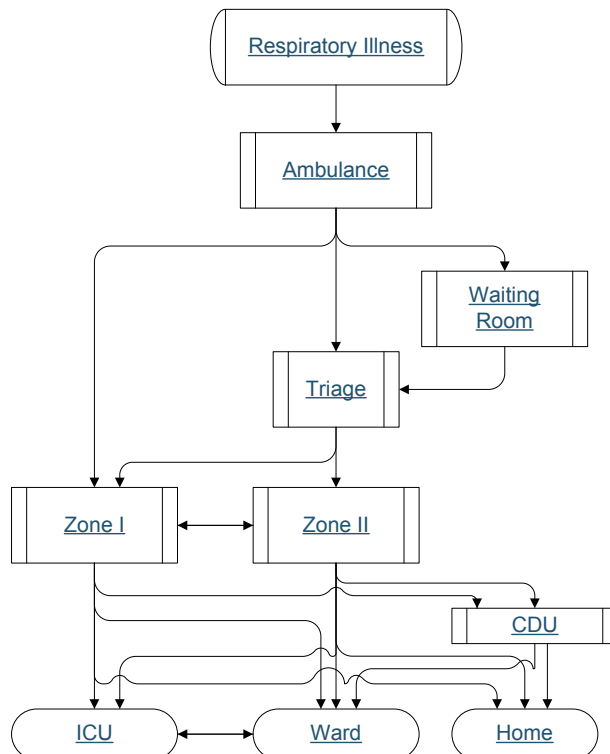 Respiratory Illness
Ambulance
Waiting
Room
Triage
Zone I
Zone II
CDU
ICU
Ward
Home